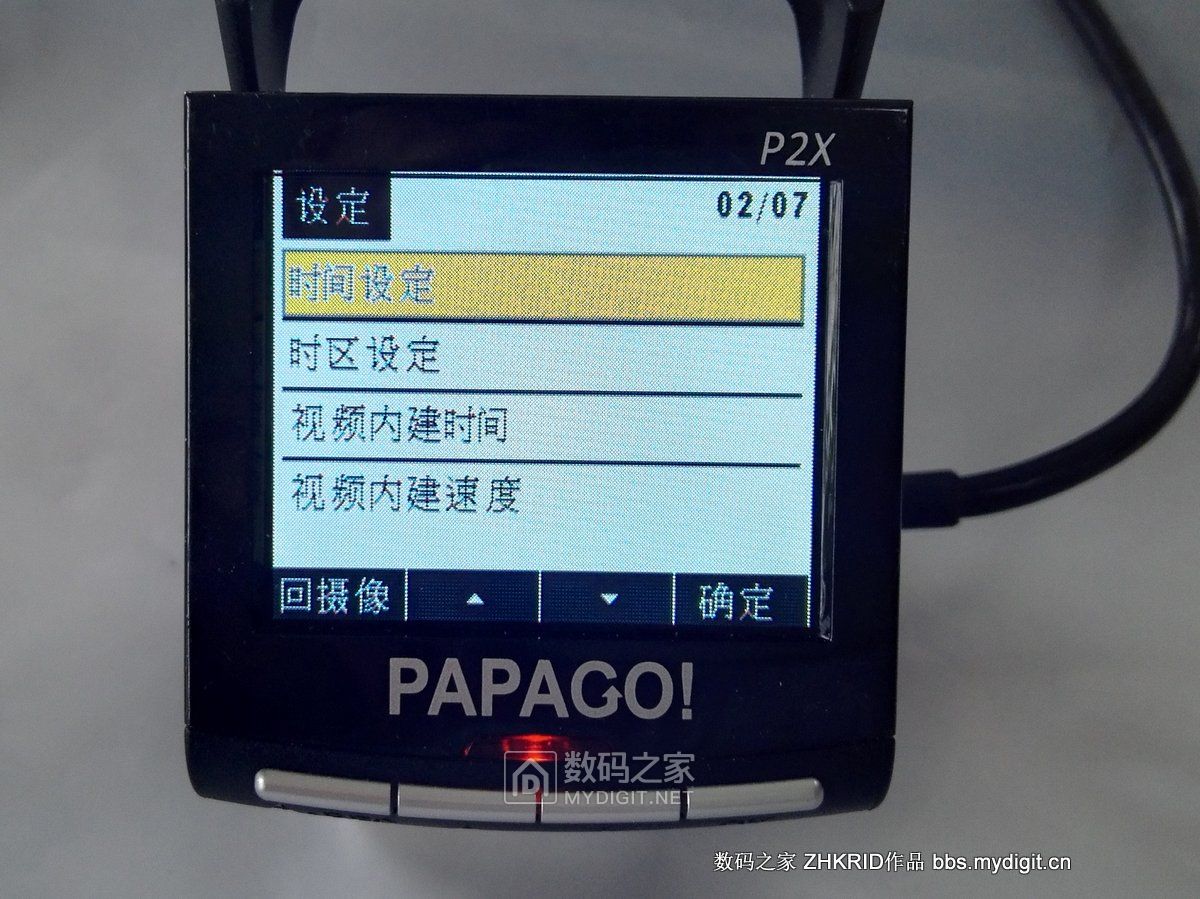 P2X
设定
02/07
时间设定
时区设定
视频内建时间
视频内建速度
回摄像 ▲ ▼ 确定
PAPAGO!
数码之家
MYDIGIT.NET
数码之家 ZHKRID作品 bbs.mydigit.cn